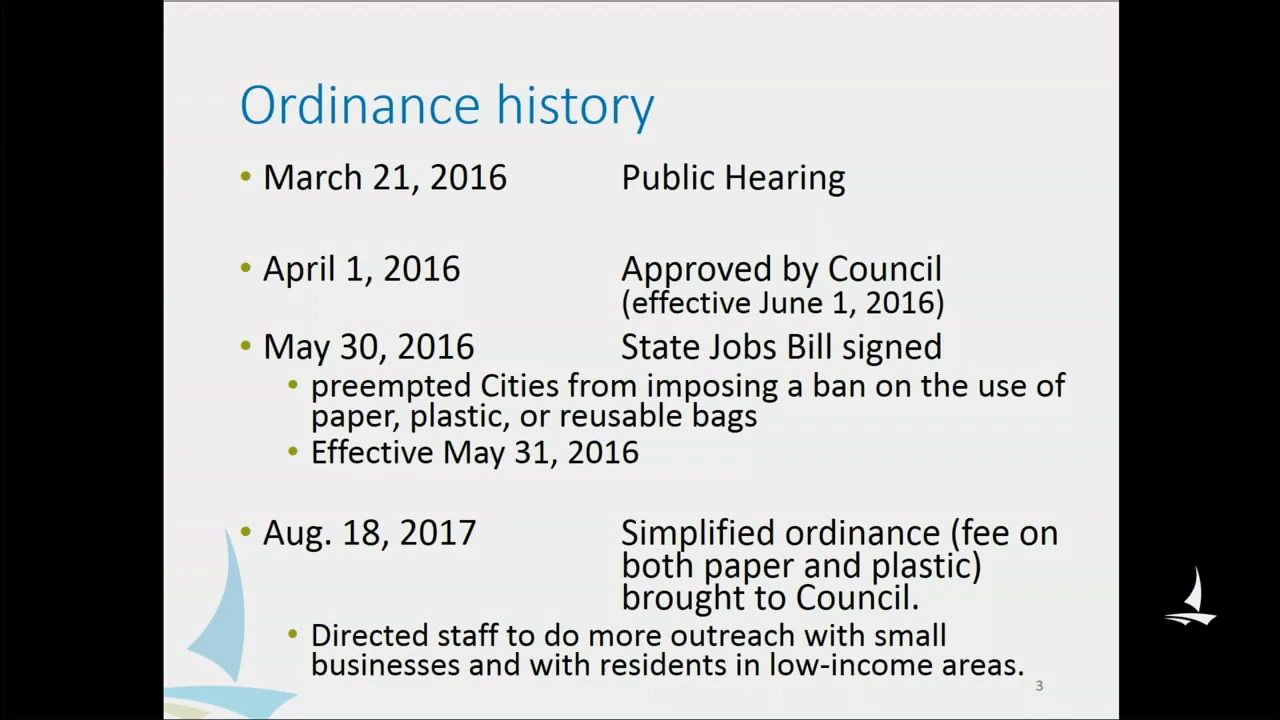 Ordinance history
• March 21, 2016 Public Hearing
• April 1, 2016 Approved by Council
(effective June 1, 2016)
• May 30, 2016 State Jobs Bill signed
• preempted Cities from imposing a ban on the use of
paper, plastic, or reusable bags
• Effective May 31, 2016
• Aug. 18, 2017 Simplified ordinance (fee on
both paper and plastic)
brought to Council.
• Directed staff to do more outreach with small
businesses and with residents in low-income areas.
3